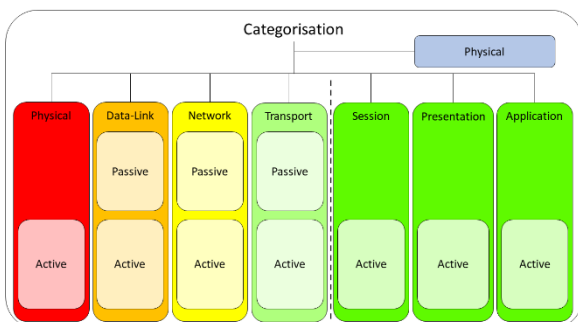 Categorisation
Physical
Physical Data-Link Network Transport Session Presentation Application
Passive Passive Passive
Active Active Active Active Active Active Active